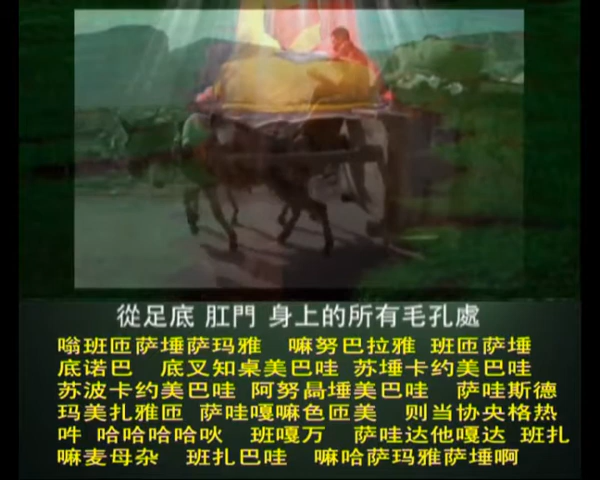 從足底 肛門 身上的所有毛孔處
嗡班匝萨埵萨玛雅 嘛努巴拉雅 班匝萨埵
底诺巴 底叉知桌美巴哇 苏埵卡约美巴哇
苏波卡约美巴哇 阿努咼埵美巴哇 萨哇斯德
玛美扎雅匝 萨哇嘎嘛色匝美 则当协央格热
吽 哈哈哈哈吙 班嘎万 萨哇达他嘎达 班扎
嘛麦母杂 班扎巴哇 嘛哈萨玛雅萨埵啊